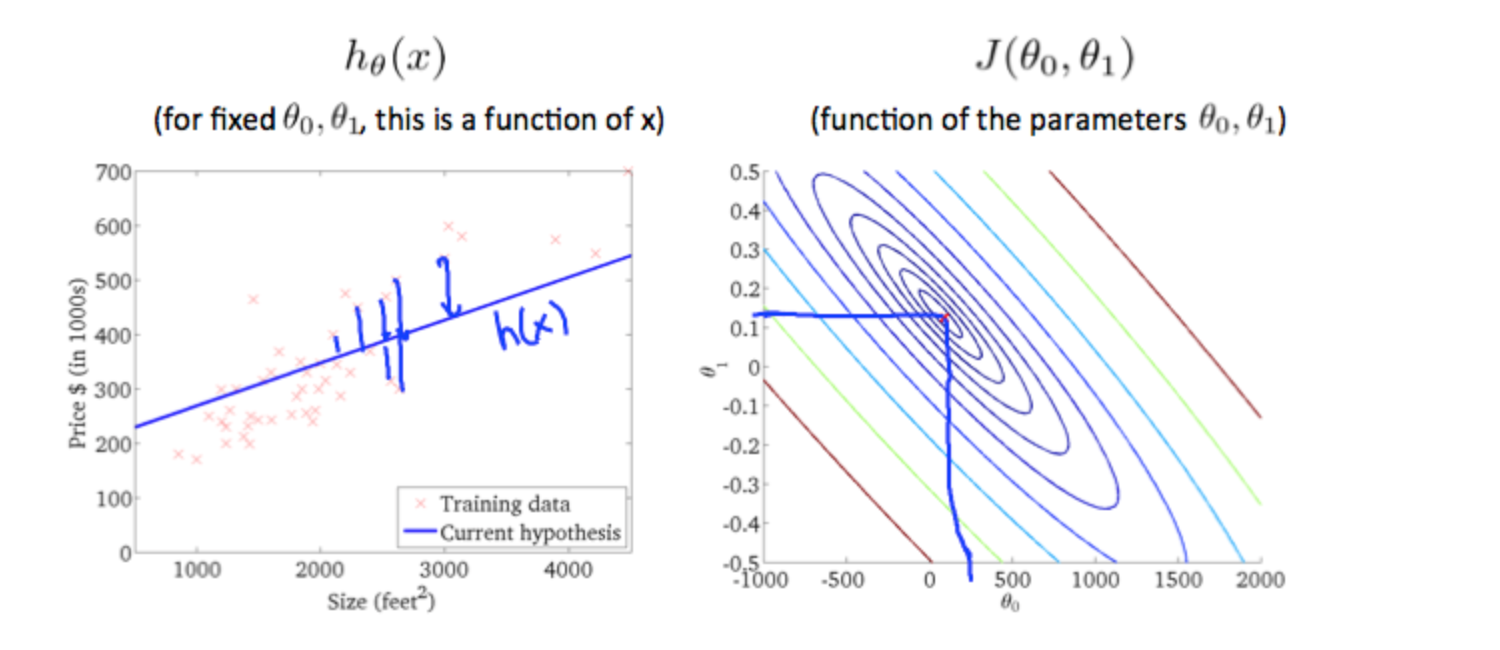 hθ(x)
(for fixed θ0, θ1, this is a function of x)
700
600
500
400
300
200
100
0
Price $ (in 1000s)
h(x)
Training data
Current hypothesis
1000 2000 3000 4000
Size (feet²)
J(θ0, θ1)
(function of the parameters θ0, θ1)
0.5
0.4
0.3
0.2
0.1
0
-0.1
-0.2
-0.3
-0.4
-0.5
θ1
-1000 -500 0 500 1000 1500 2000
θ0